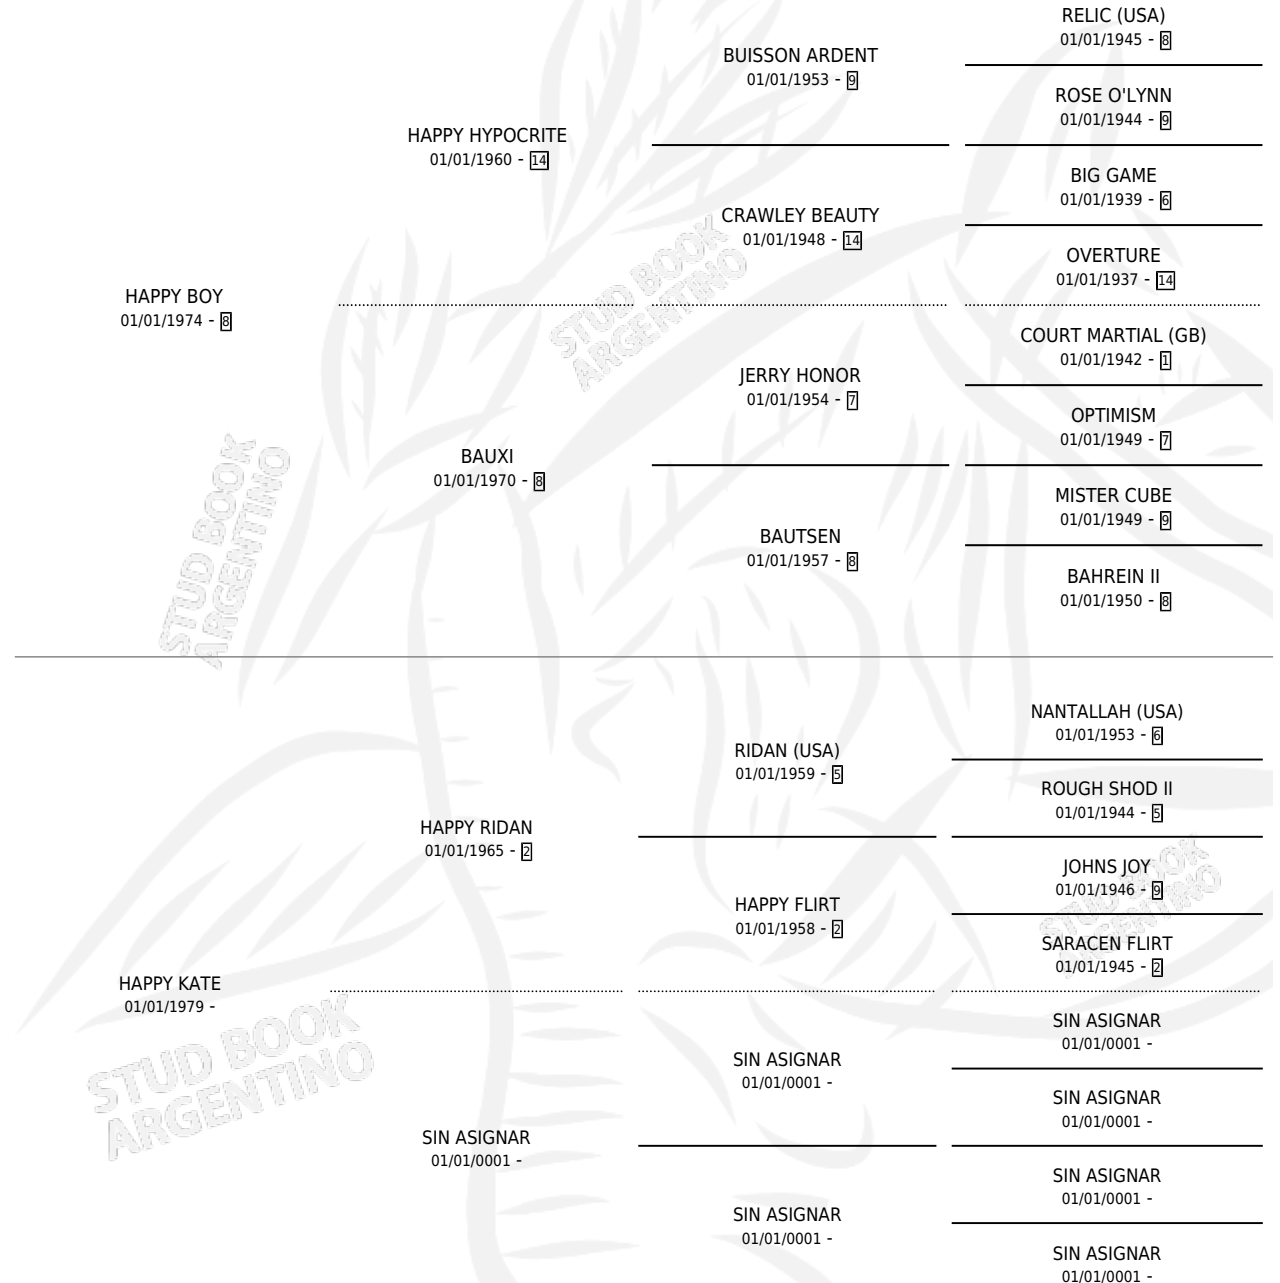 RELIC (USA)
01/01/1945 - 8
BUISSON ARDENT
01/01/1953 - 9
ROSE O'LYNN
01/01/1944 - 9
HAPPY HYPOCRITE
01/01/1960 - 14
BIG GAME
01/01/1939 - 6
CRAWLEY BEAUTY
01/01/1948 - 14
OVERTURE
01/01/1937 - 14
HAPPY BOY
01/01/1974 - 8
COURT MARTIAL (GB)
01/01/1942 - 1
JERRY HONOR
01/01/1954 - 7
OPTIMISM
01/01/1949 - 7
BAUXI
01/01/1970 - 8
MISTER CUBE
01/01/1949 - 9
BAUTSEN
01/01/1957 - 8
BAHREIN II
01/01/1950 - 8
STUD BOOK
ARGENTINO
STUD BOOK
ARGENTINO
NANTALLAH (USA)
01/01/1953 - 6
RIDAN (USA)
01/01/1959 - 5
ROUGH SHOD II
01/01/1944 - 5
HAPPY RIDAN
01/01/1965 - 2
JOHNS JOY
01/01/1946 - 9
HAPPY FLIRT
01/01/1958 - 2
SARACEN FLIRT
01/01/1945 - 2
HAPPY KATE
01/01/1979 -
SIN ASIGNAR
01/01/0001 -
SIN ASIGNAR
01/01/0001 -
SIN ASIGNAR
01/01/0001 -
SIN ASIGNAR
01/01/0001 -
SIN ASIGNAR
01/01/0001 -
SIN ASIGNAR
01/01/0001 -
SIN ASIGNAR
01/01/0001 -
STUD BOOK
ARGENTINO
STUD BOOK
ARGENTINO